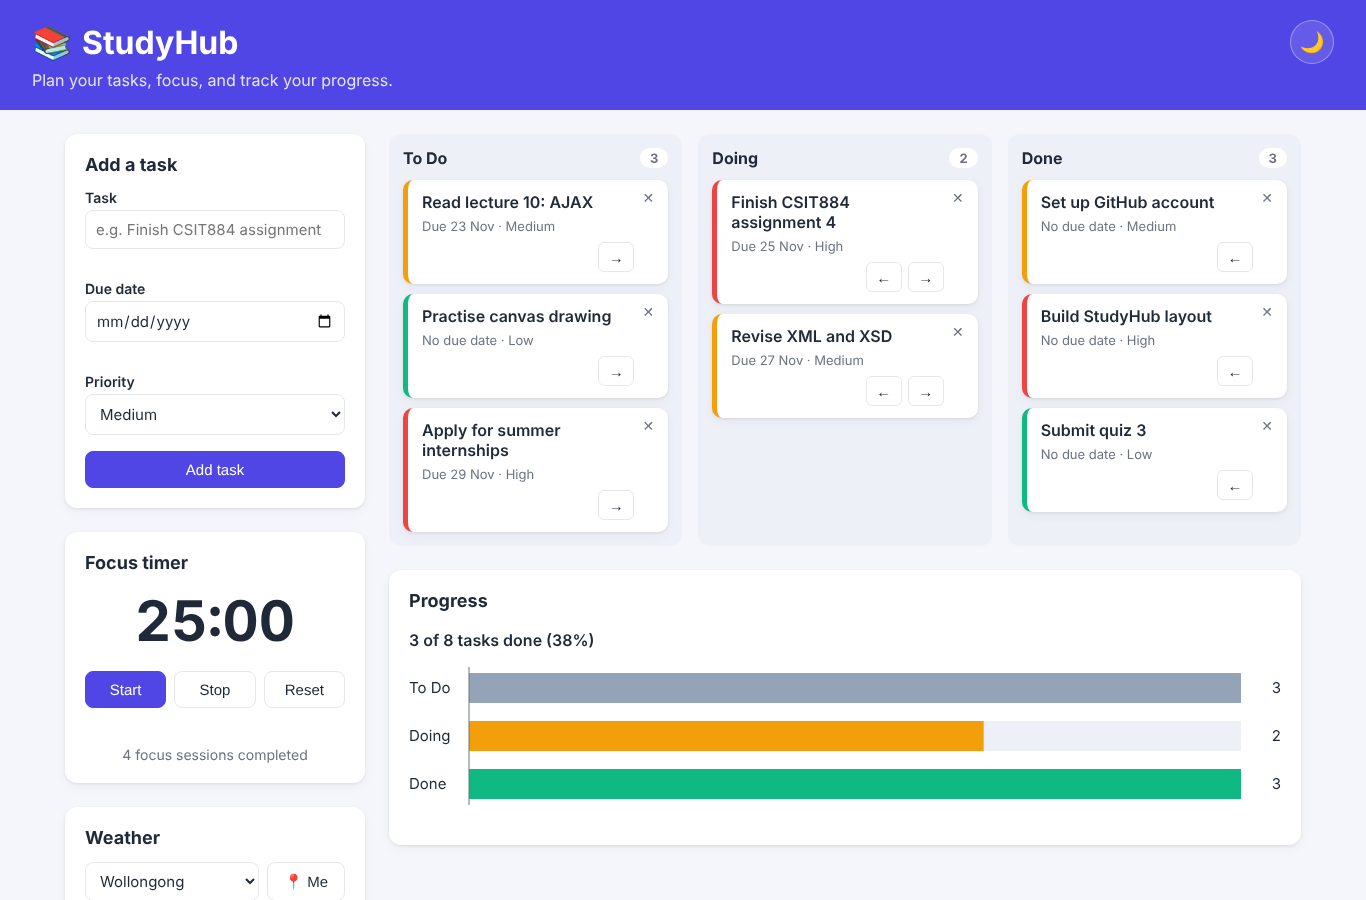 📚 StudyHub
Plan your tasks, focus, and track your progress.
🌙
Add a task
Task
e.g. Finish CSIT884 assignment
Due date
mm/dd/yyyy
Priority
Medium
Add task
Focus timer
25:00
Start Stop Reset
4 focus sessions completed
Weather
Wollongong 📍 Me
To Do 3
Read lecture 10: AJAX ✕
Due 23 Nov · Medium
→
Practise canvas drawing ✕
No due date · Low
→
Apply for summer ✕
internships
Due 29 Nov · High
→
Doing 2
Finish CSIT884 ✕
assignment 4
Due 25 Nov · High
← →
Revise XML and XSD ✕
Due 27 Nov · Medium
← →
Done 3
Set up GitHub account ✕
No due date · Medium
←
Build StudyHub layout ✕
No due date · High
←
Submit quiz 3 ✕
No due date · Low
←
Progress
3 of 8 tasks done (38%)
To Do 3
Doing 2
Done 3